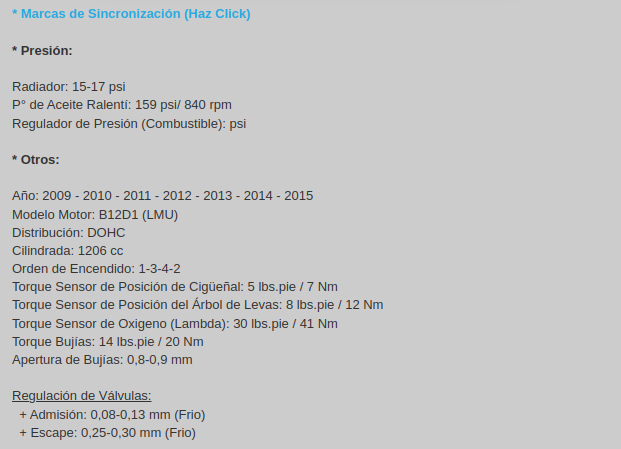 * Marcas de Sincronización (Haz Click)
* Presión:
Radiador: 15-17 psi
P° de Aceite Ralentí: 159 psi/ 840 rpm
Regulador de Presión (Combustible): psi
* Otros:
Año: 2009 - 2010 - 2011 - 2012 - 2013 - 2014 - 2015
Modelo Motor: B12D1 (LMU)
Distribución: DOHC
Cilindrada: 1206 cc
Orden de Encendido: 1-3-4-2
Torque Sensor de Posición de Cigüeñal: 5 lbs.pie / 7 Nm
Torque Sensor de Posición del Árbol de Levas: 8 lbs.pie / 12 Nm
Torque Sensor de Oxigeno (Lambda): 30 lbs.pie / 41 Nm
Torque Bujías: 14 lbs.pie / 20 Nm
Apertura de Bujías: 0,8-0,9 mm
Regulación de Válvulas:
+ Admisión: 0,08-0,13 mm (Frio)
+ Escape: 0,25-0,30 mm (Frio)